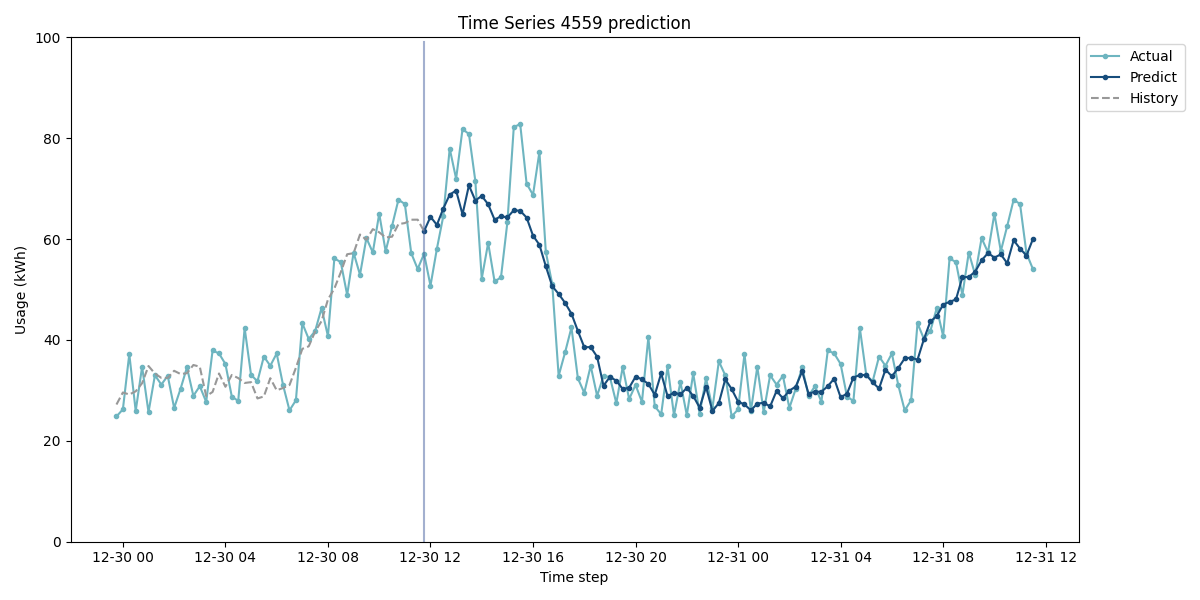 Time Series 4559 prediction
100
80
60
40
20
0
Usage (kWh)
12-30 00
12-30 04
12-30 08
12-30 12
12-30 16
12-30 20
12-31 00
12-31 04
12-31 08
12-31 12
Time step
Actual
Predict
History